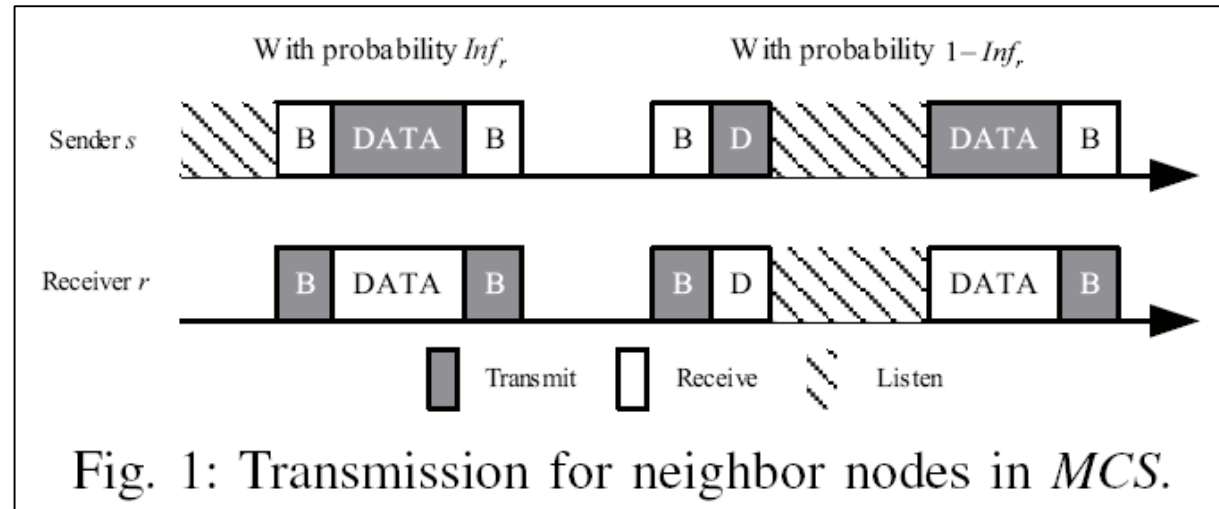 With probability Inf_r
With probability 1 – Inf_r
Sender s
B DATA B B D DATA B
Receiver r
B DATA B B D DATA B
Transmit Receive Listen
Fig. 1: Transmission for neighbor nodes in MCS.